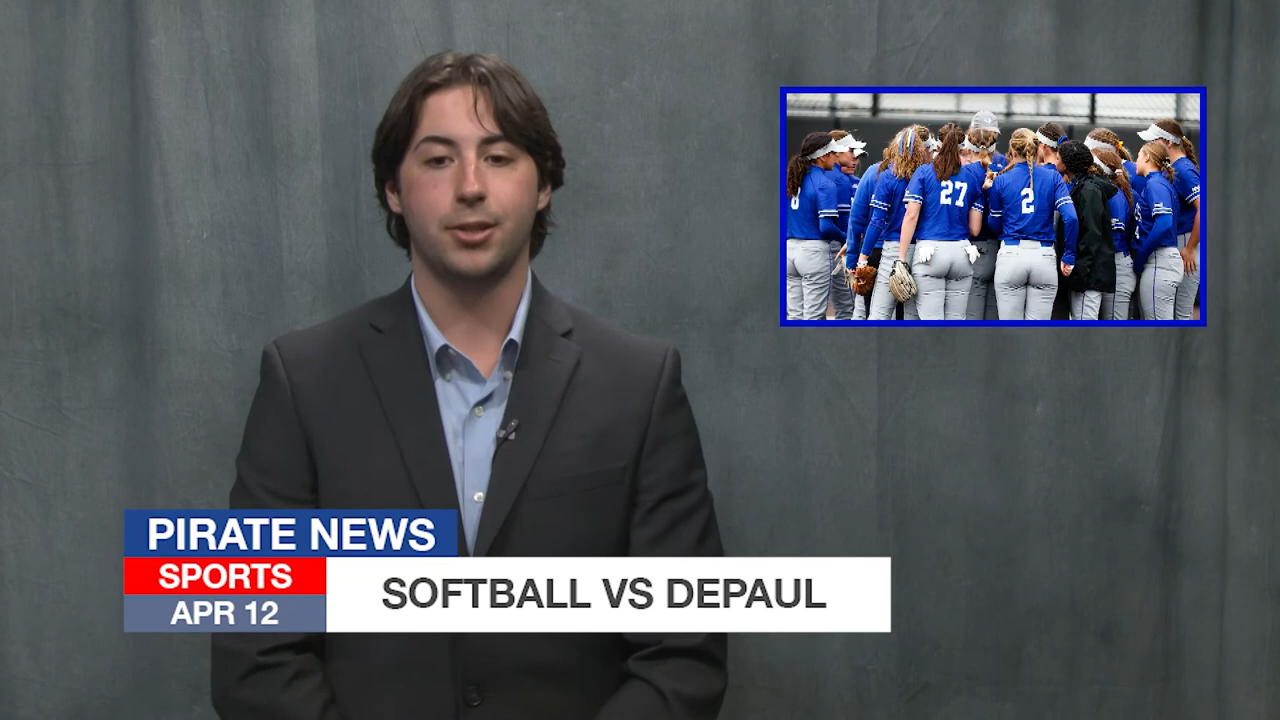 27
2
PIRATE NEWS
SPORTS
APR 12
SOFTBALL VS DEPAUL